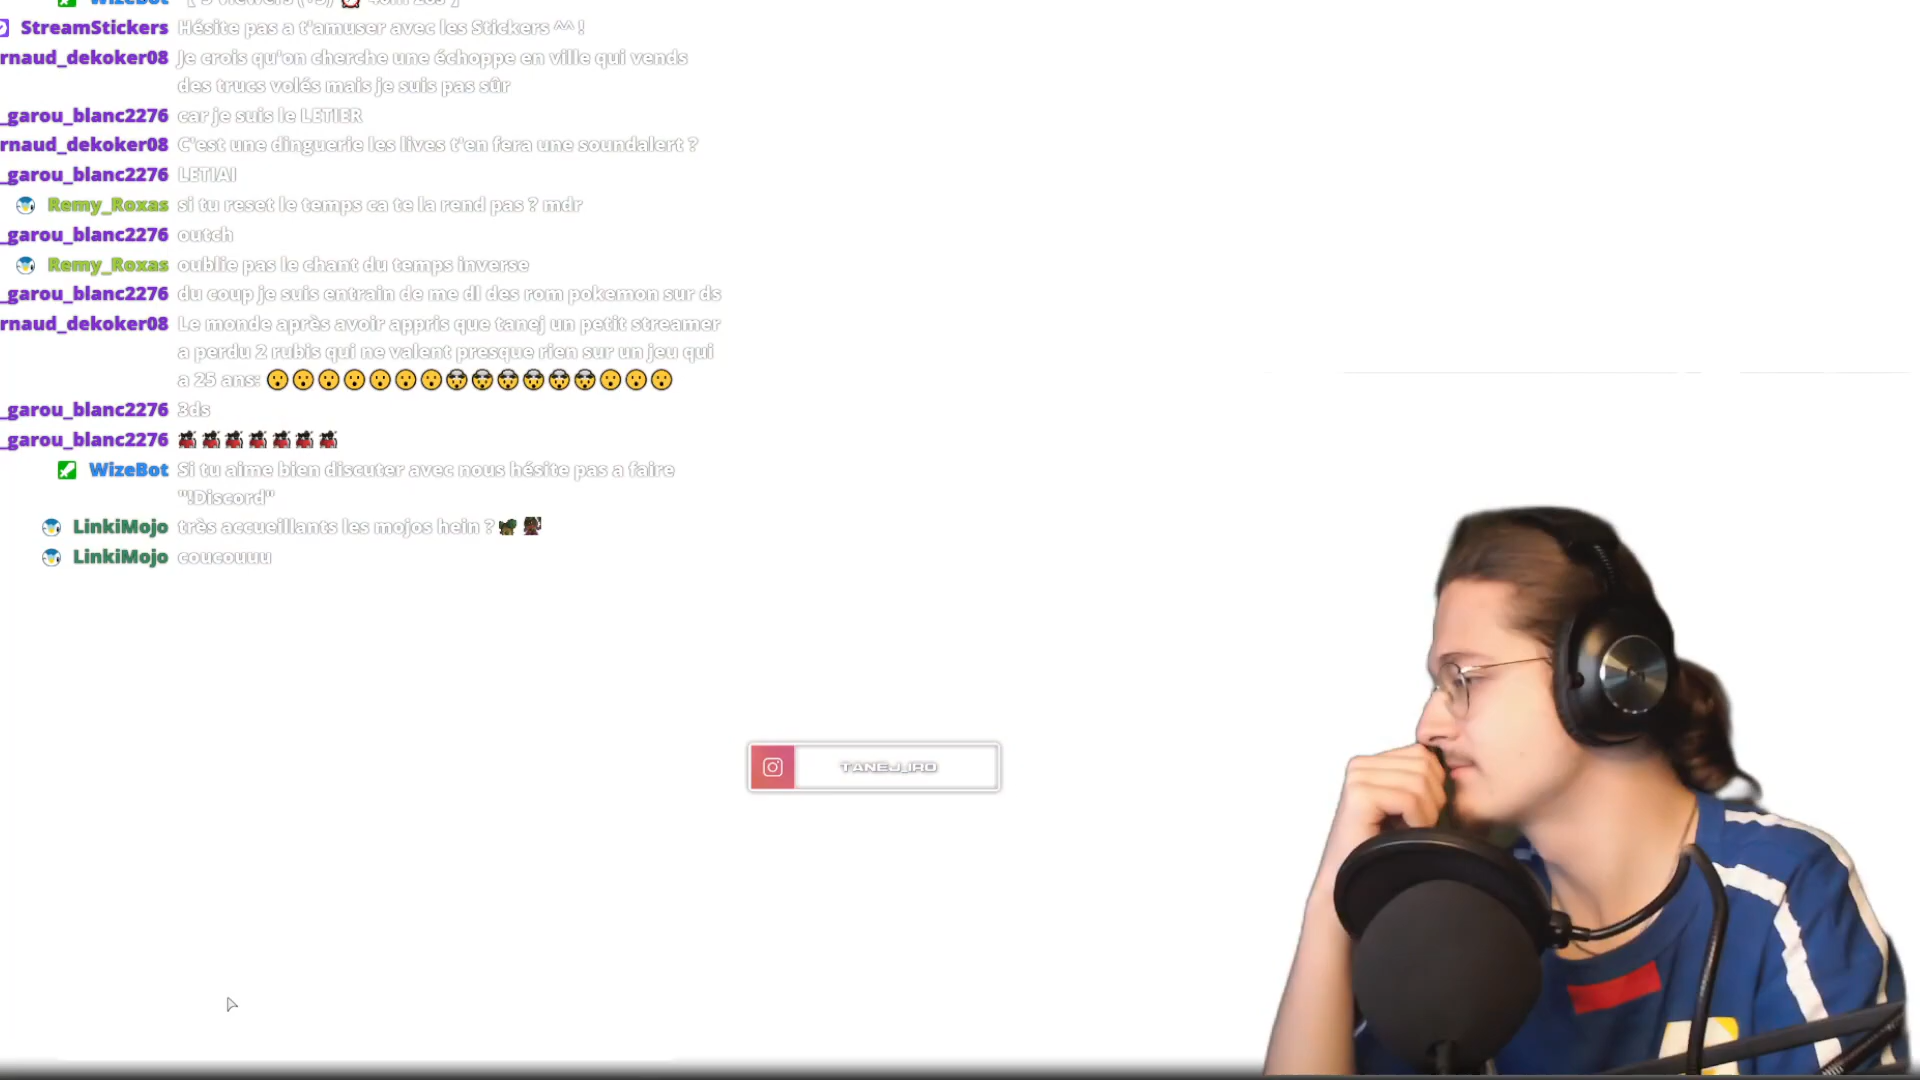 WizeBot [ 5 viewers (+5) 40m 20s ]
StreamStickers Hésite pas a t'amuser avec les Stickers ^^ !
rnaud_dekoker08 Je crois qu'on cherche une échoppe en ville qui vends
des trucs volés mais je suis pas sûr
_garou_blanc2276 car je suis le LETIER
rnaud_dekoker08 C'est une dinguerie les lives t'en fera une soundalert ?
_garou_blanc2276 LETIAI
Remy_Roxas si tu reset le temps ca te la rend pas ? mdr
_garou_blanc2276 outch
Remy_Roxas oublie pas le chant du temps inverse
_garou_blanc2276 du coup je suis entrain de me dl des rom pokemon sur ds
rnaud_dekoker08 Le monde après avoir appris que tanej un petit streamer
a perdu 2 rubis qui ne valent presque rien sur un jeu qui
a 25 ans: 😮😮😮😮😮😮😮🤯🤯🤯🤯🤯🤯😮😮😮
_garou_blanc2276 3ds
_garou_blanc2276
WizeBot Si tu aime bien discuter avec nous hésite pas a faire
"!Discord"
LinkiMojo très accueillants les mojos hein ?
LinkiMojo coucouuu
TANEJ_IRO